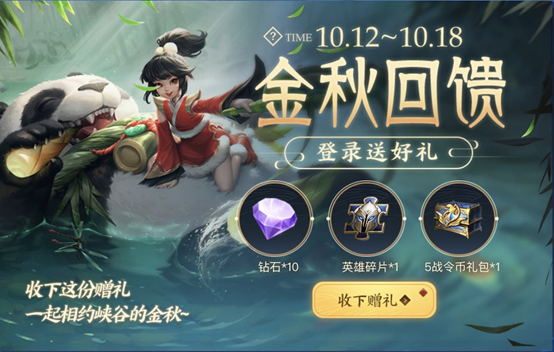 ? TIME 10.12~10.18
金秋回馈
登录送好礼
钻石*10
英雄碎片*1
5战令币礼包*1
收下这份赠礼
一起相约峡谷的金秋~
收下赠礼